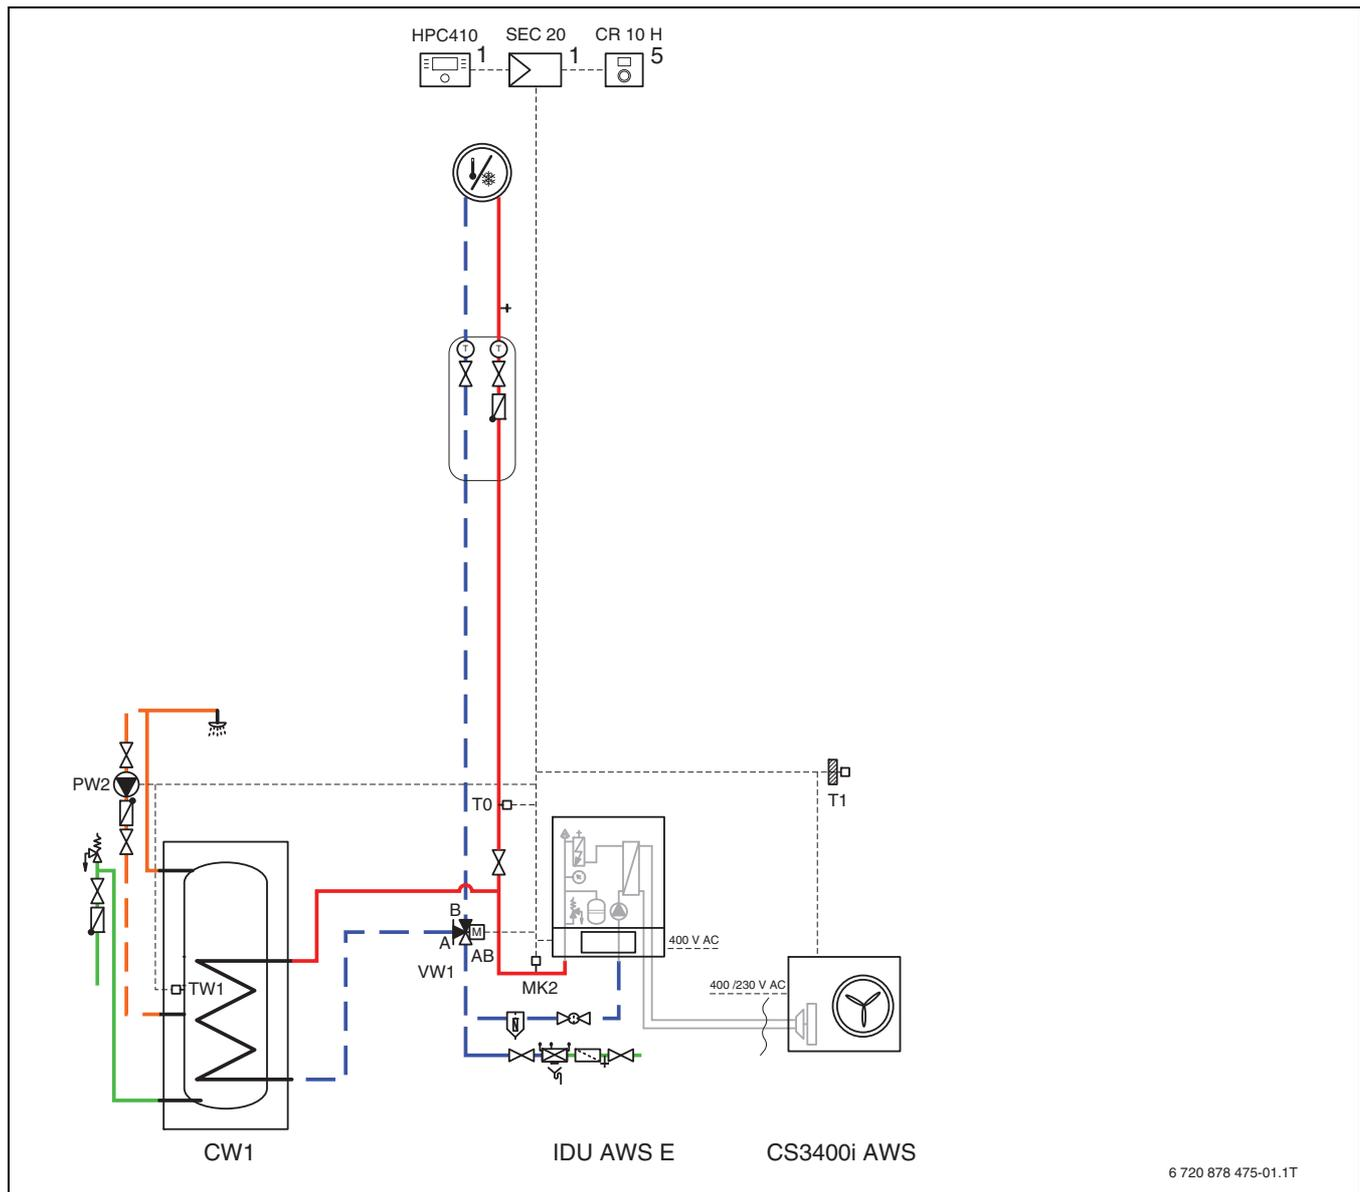 HPC410 SEC 20 CR 10 H
1 1 5
T T
PW2
T0
T1
B
A M
AB
VW1
400 V AC
TW1
MK2
400 /230 V AC
CW1 IDU AWS E CS3400i AWS
6 720 878 475-01.1T